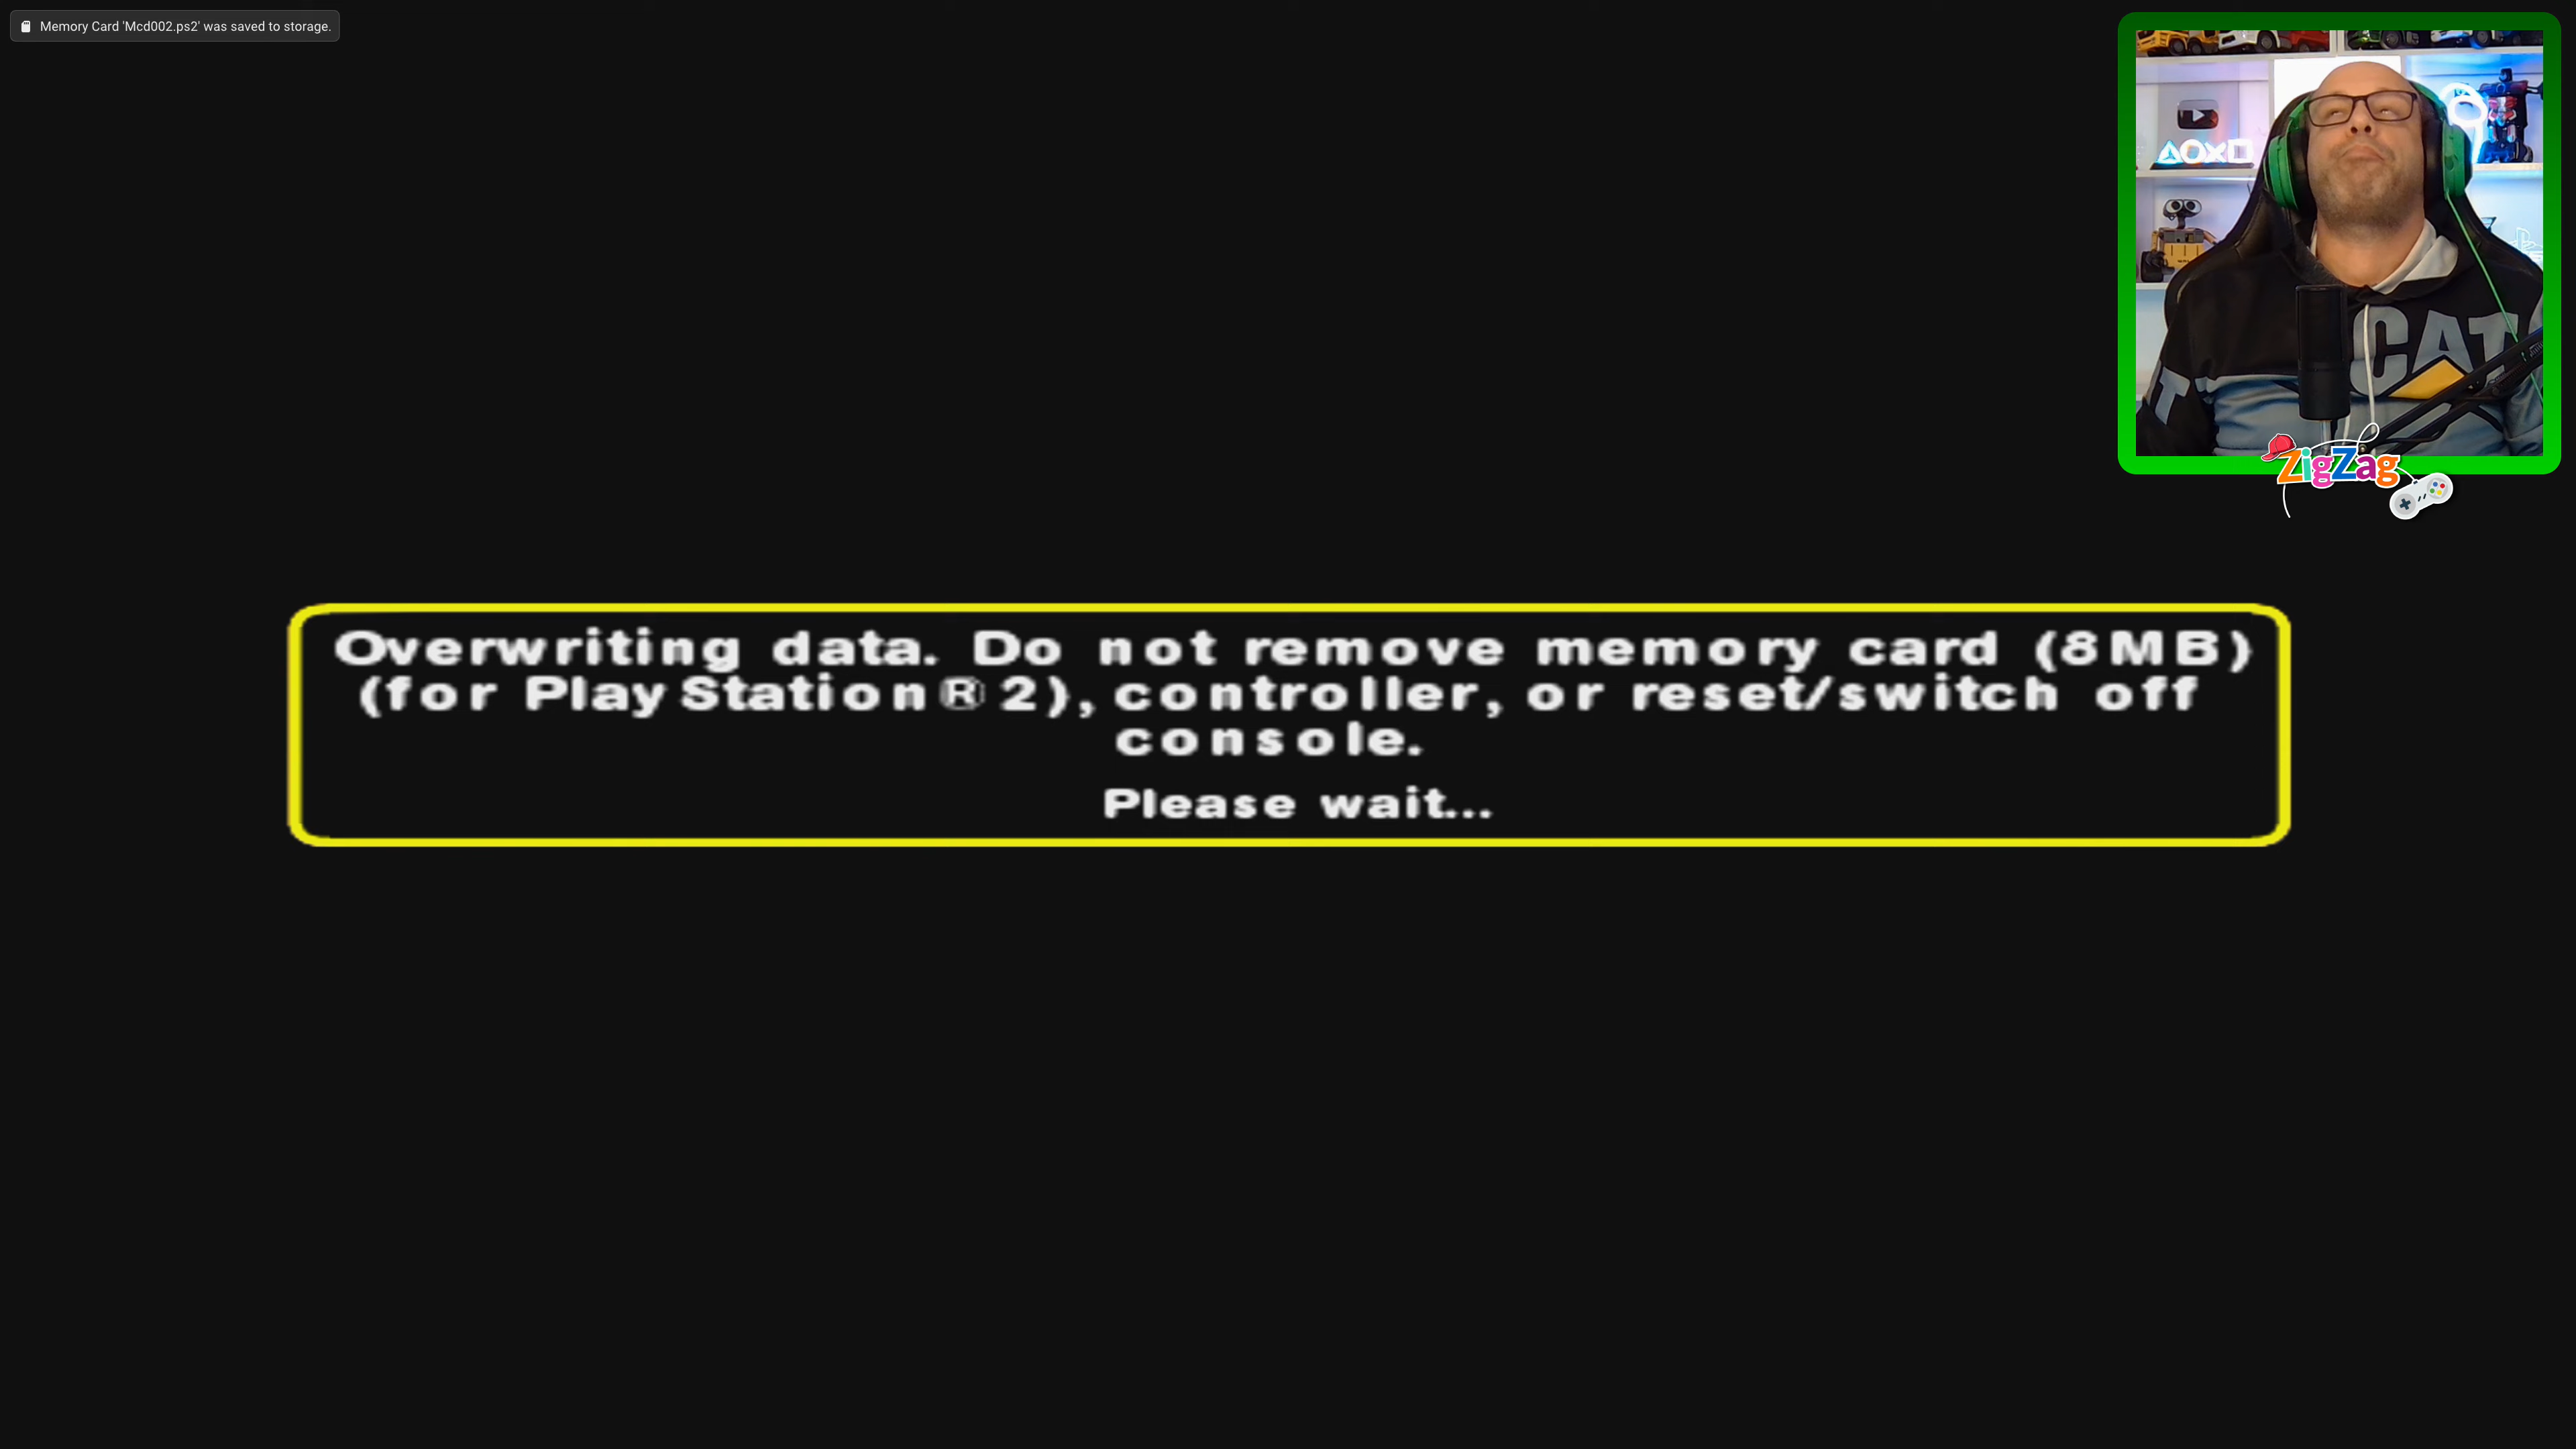 Memory Card 'Mcd002.ps2' was saved to storage.
CAT
T
ZigZag
Overwriting data. Do not remove memory card (8MB)
(for PlayStation®2), controller, or reset/switch off
console.
Please wait...